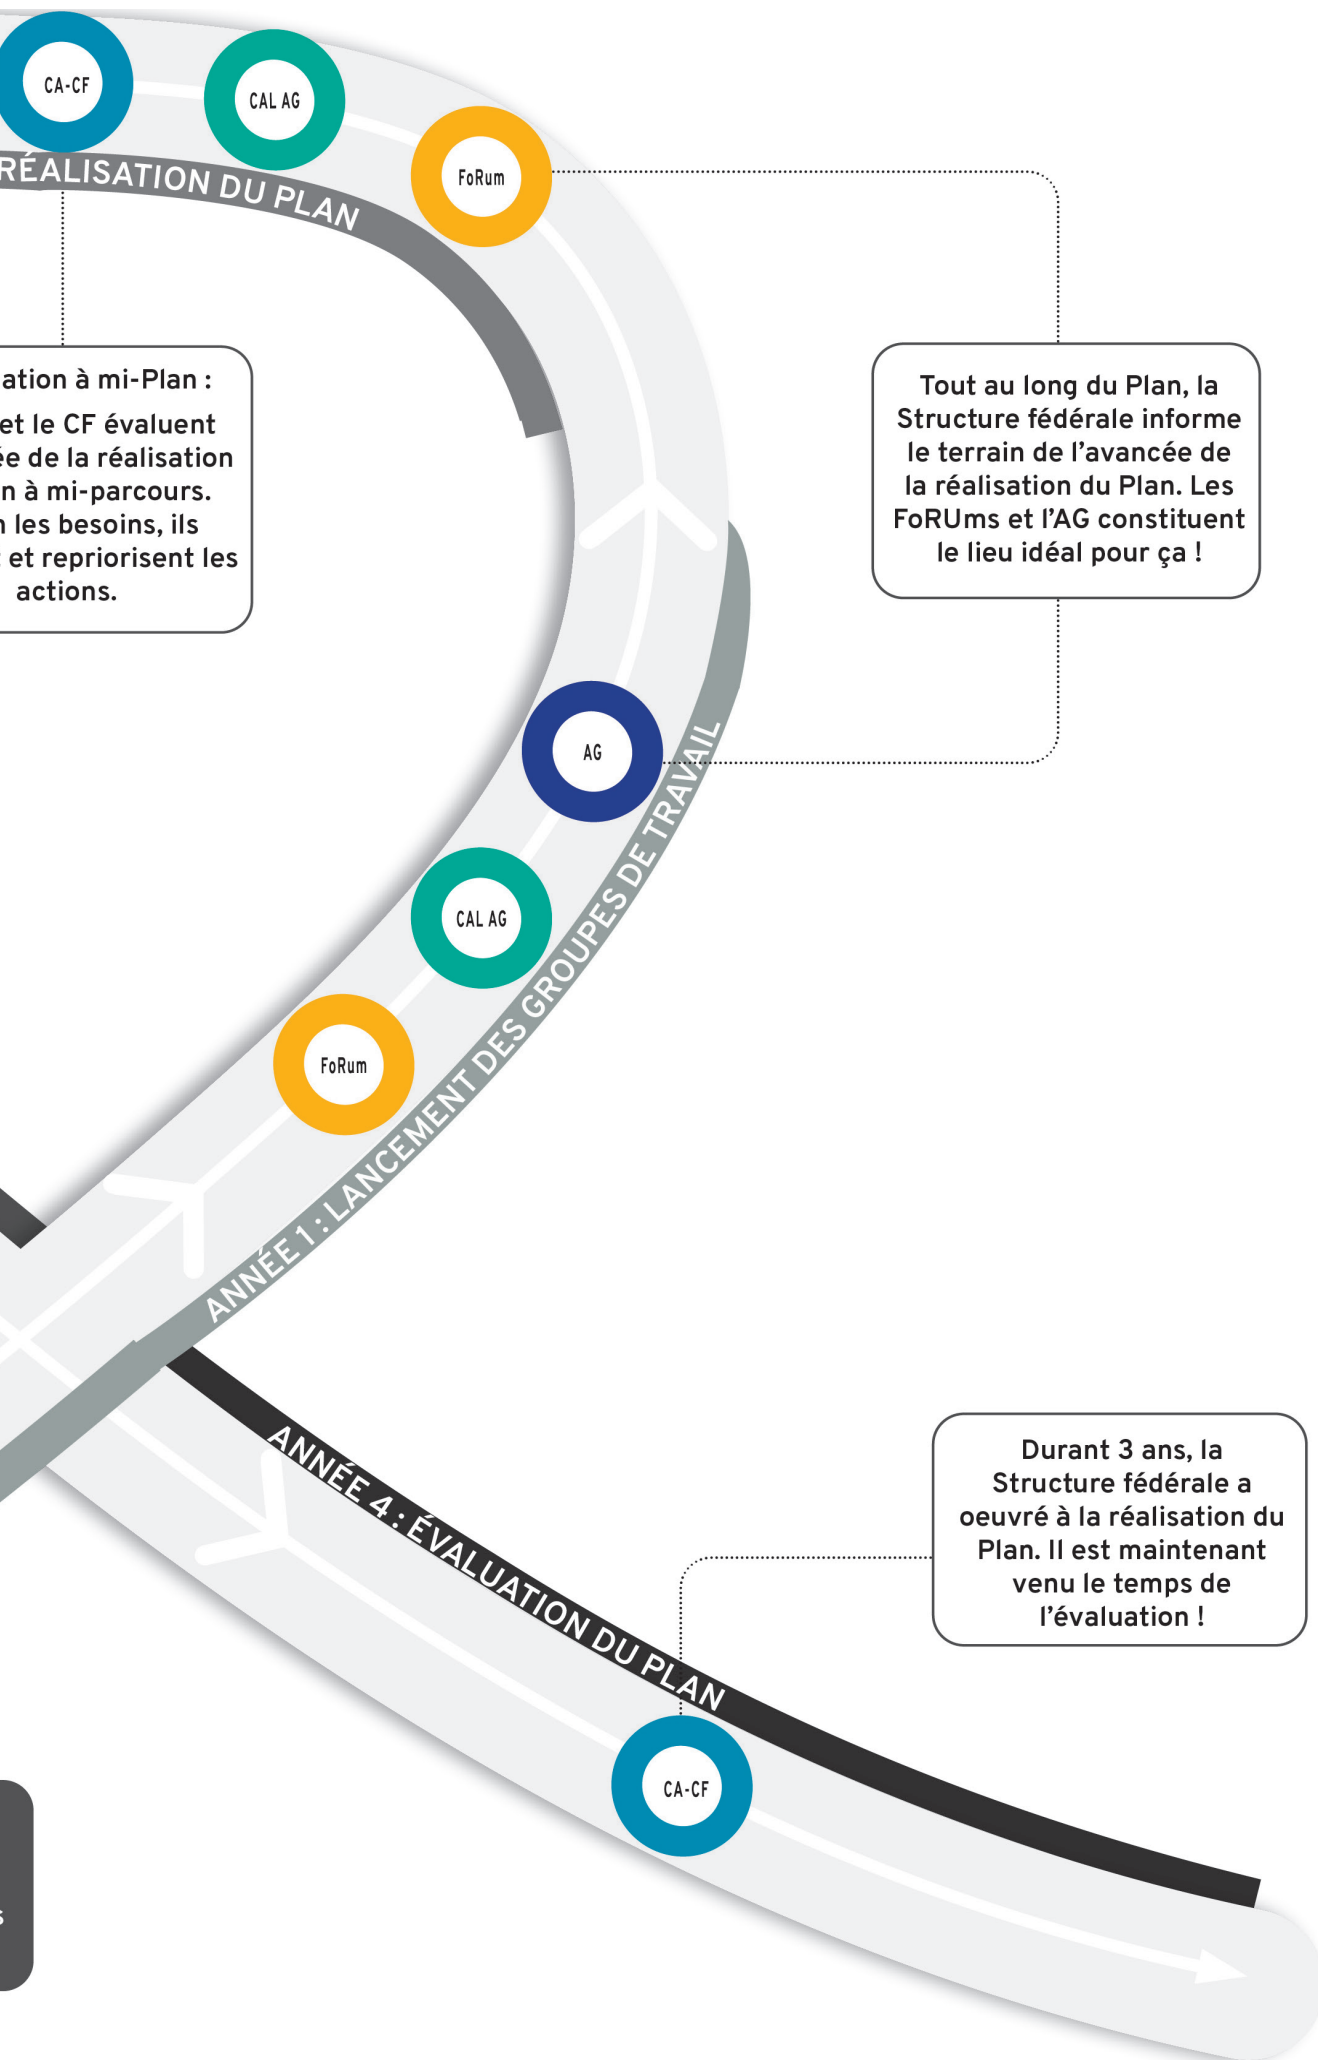 CA-CF
CAL AG
FoRum
RÉALISATION DU PLAN
ation à mi-Plan :
et le CF évaluent
ée de la réalisation
n à mi-parcours.
les besoins, ils
et repriorisent les
actions.
Tout au long du Plan, la
Structure fédérale informe
le terrain de l'avancée de
la réalisation du Plan. Les
FoRUms et l'AG constituent
le lieu idéal pour ça !
AG
CAL AG
FoRum
ANNÉE 1 : LANCEMENT DES GROUPES DE TRAVAIL
ANNÉE 4 : ÉVALUATION DU PLAN
Durant 3 ans, la
Structure fédérale a
oeuvré à la réalisation du
Plan. Il est maintenant
venu le temps de
l'évaluation !
CA-CF